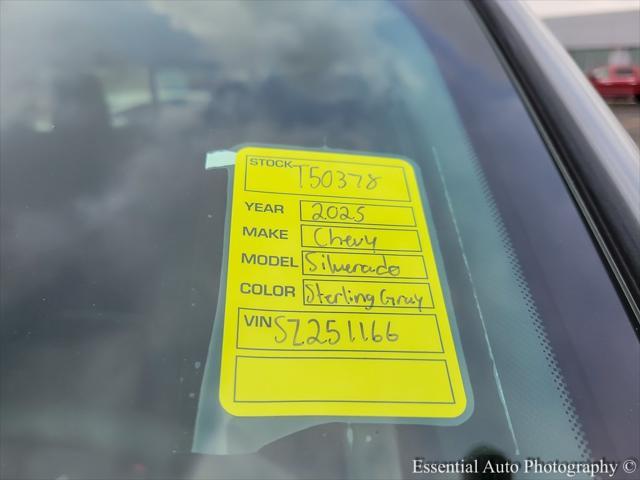 STOCK T50378
YEAR 2025
MAKE Chevy
MODEL Silverado
COLOR Sterling Gray
VIN SZ251166
Essential Auto Photography ©